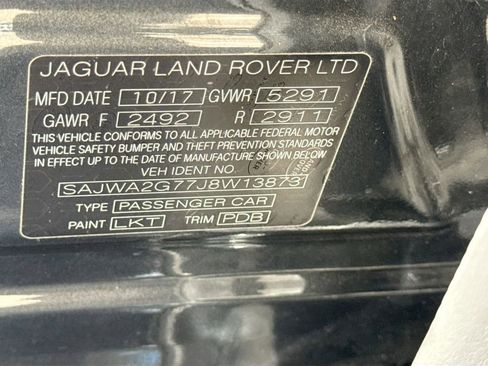 JAGUAR LAND ROVER LTD
MFD DATE 10/17 GVWR 5291
GAWR F 2492 R 2911
THIS VEHICLE CONFORMS TO ALL APPLICABLE FEDERAL MOTOR
VEHICLE SAFETY BUMPER AND THEFT PREVENTION STANDARDS
IN EFFECT ON THE DATE OF MANUFACTURE SHOWN BELOW
VEH IDENT NO
SAJWA2G77J8W13873
TYPE PASSENGER CAR
PAINT LKT TRIM PDB